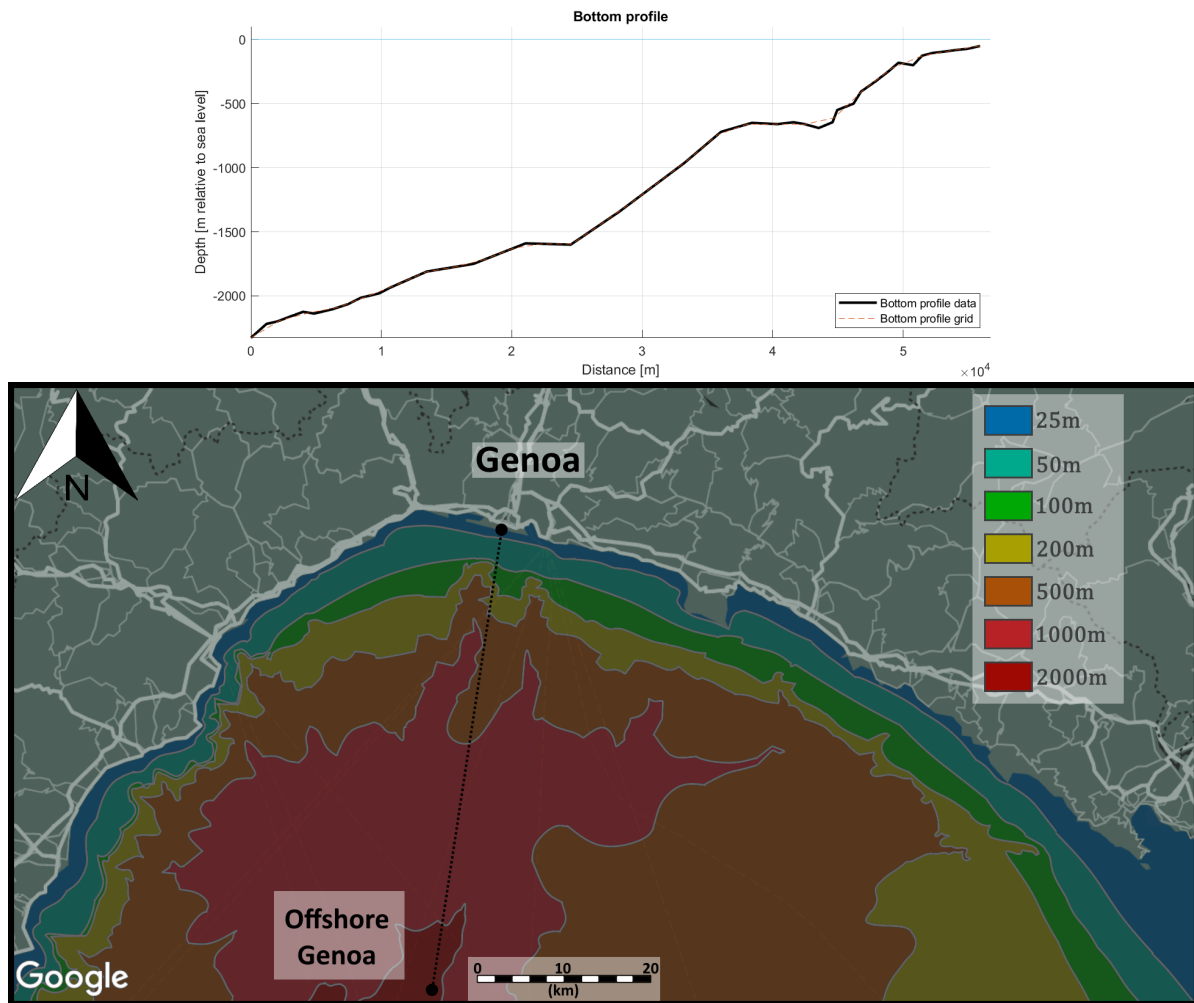 Bottom profile
Depth [m relative to sea level]
0
-500
-1000
-1500
-2000
0
1
2
3
4
5
×10⁴
Distance [m]
Bottom profile data
Bottom profile grid
N
Genoa
25m
50m
100m
200m
500m
1000m
2000m
Offshore
Genoa
0 10 20
(km)
Google